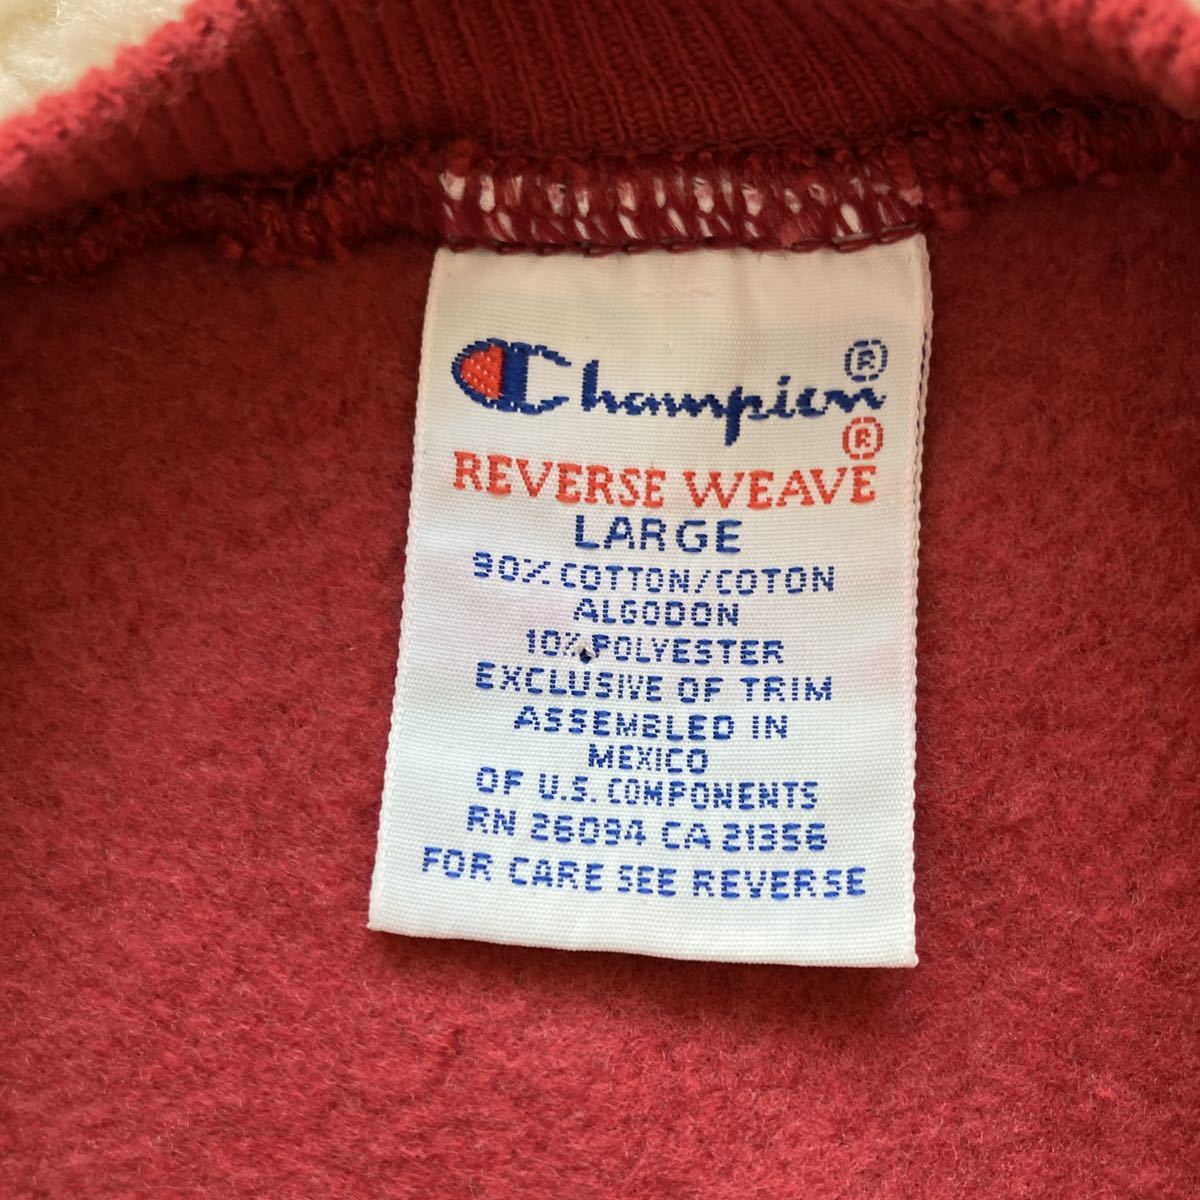 Champion®
REVERSE WEAVE®
LARGE
90% COTTON/COTON
ALGODON
10% POLYESTER
EXCLUSIVE OF TRIM
ASSEMBLED IN
MEXICO
OF U.S. COMPONENTS
RN 26094 CA 21356
FOR CARE SEE REVERSE